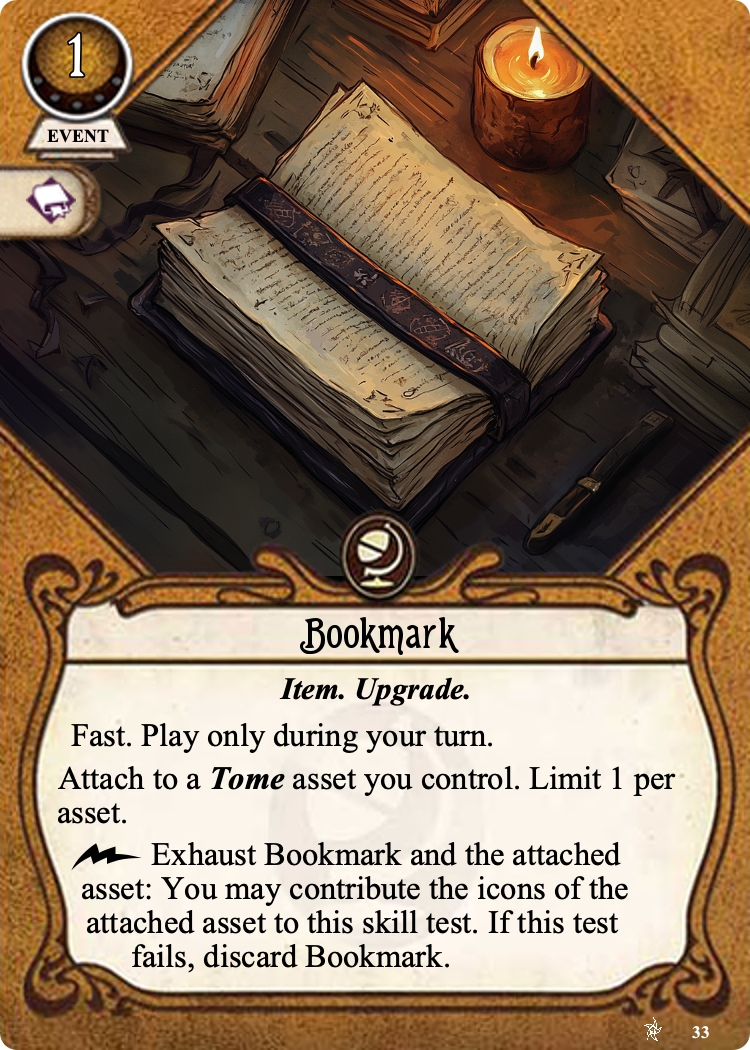 1
EVENT
Bookmark
Item. Upgrade.
Fast. Play only during your turn.
Attach to a Tome asset you control. Limit 1 per
asset.
Exhaust Bookmark and the attached
asset: You may contribute the icons of the
attached asset to this skill test. If this test
fails, discard Bookmark.
33